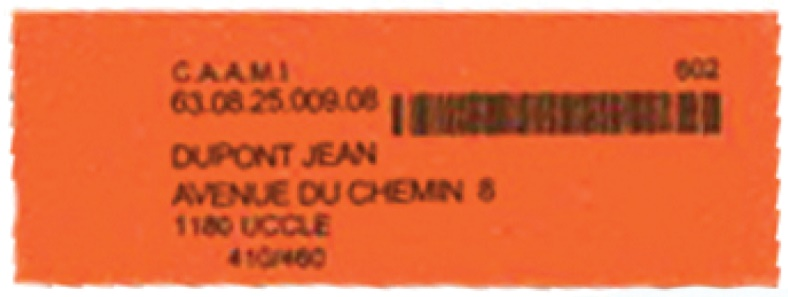 C.A.A.M.I 602
63.08.25.009.08
DUPONT JEAN
AVENUE DU CHEMIN 8
1180 UCCLE
410/460